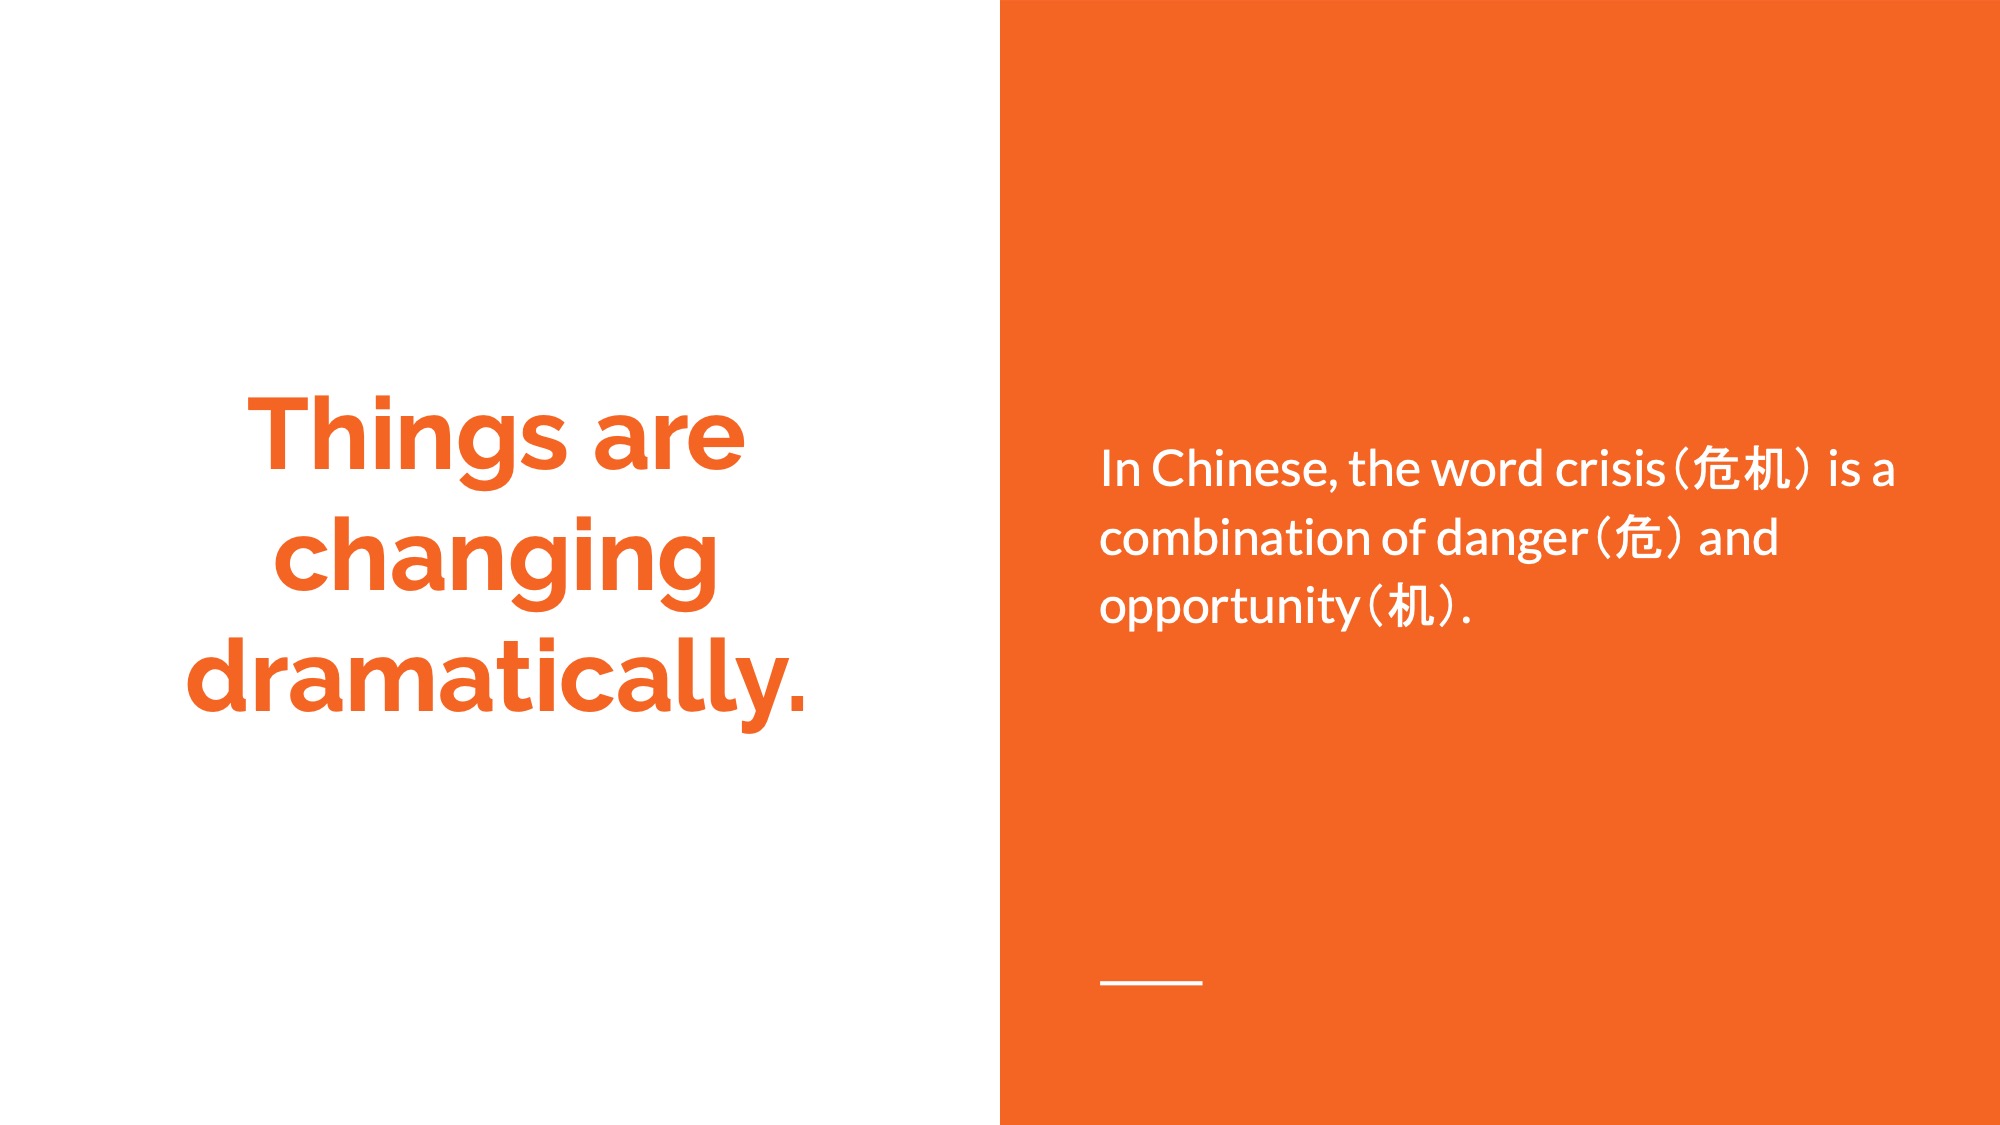 Things are
changing
dramatically.
In Chinese, the word crisis（危机）is a
combination of danger（危）and
opportunity（机）.